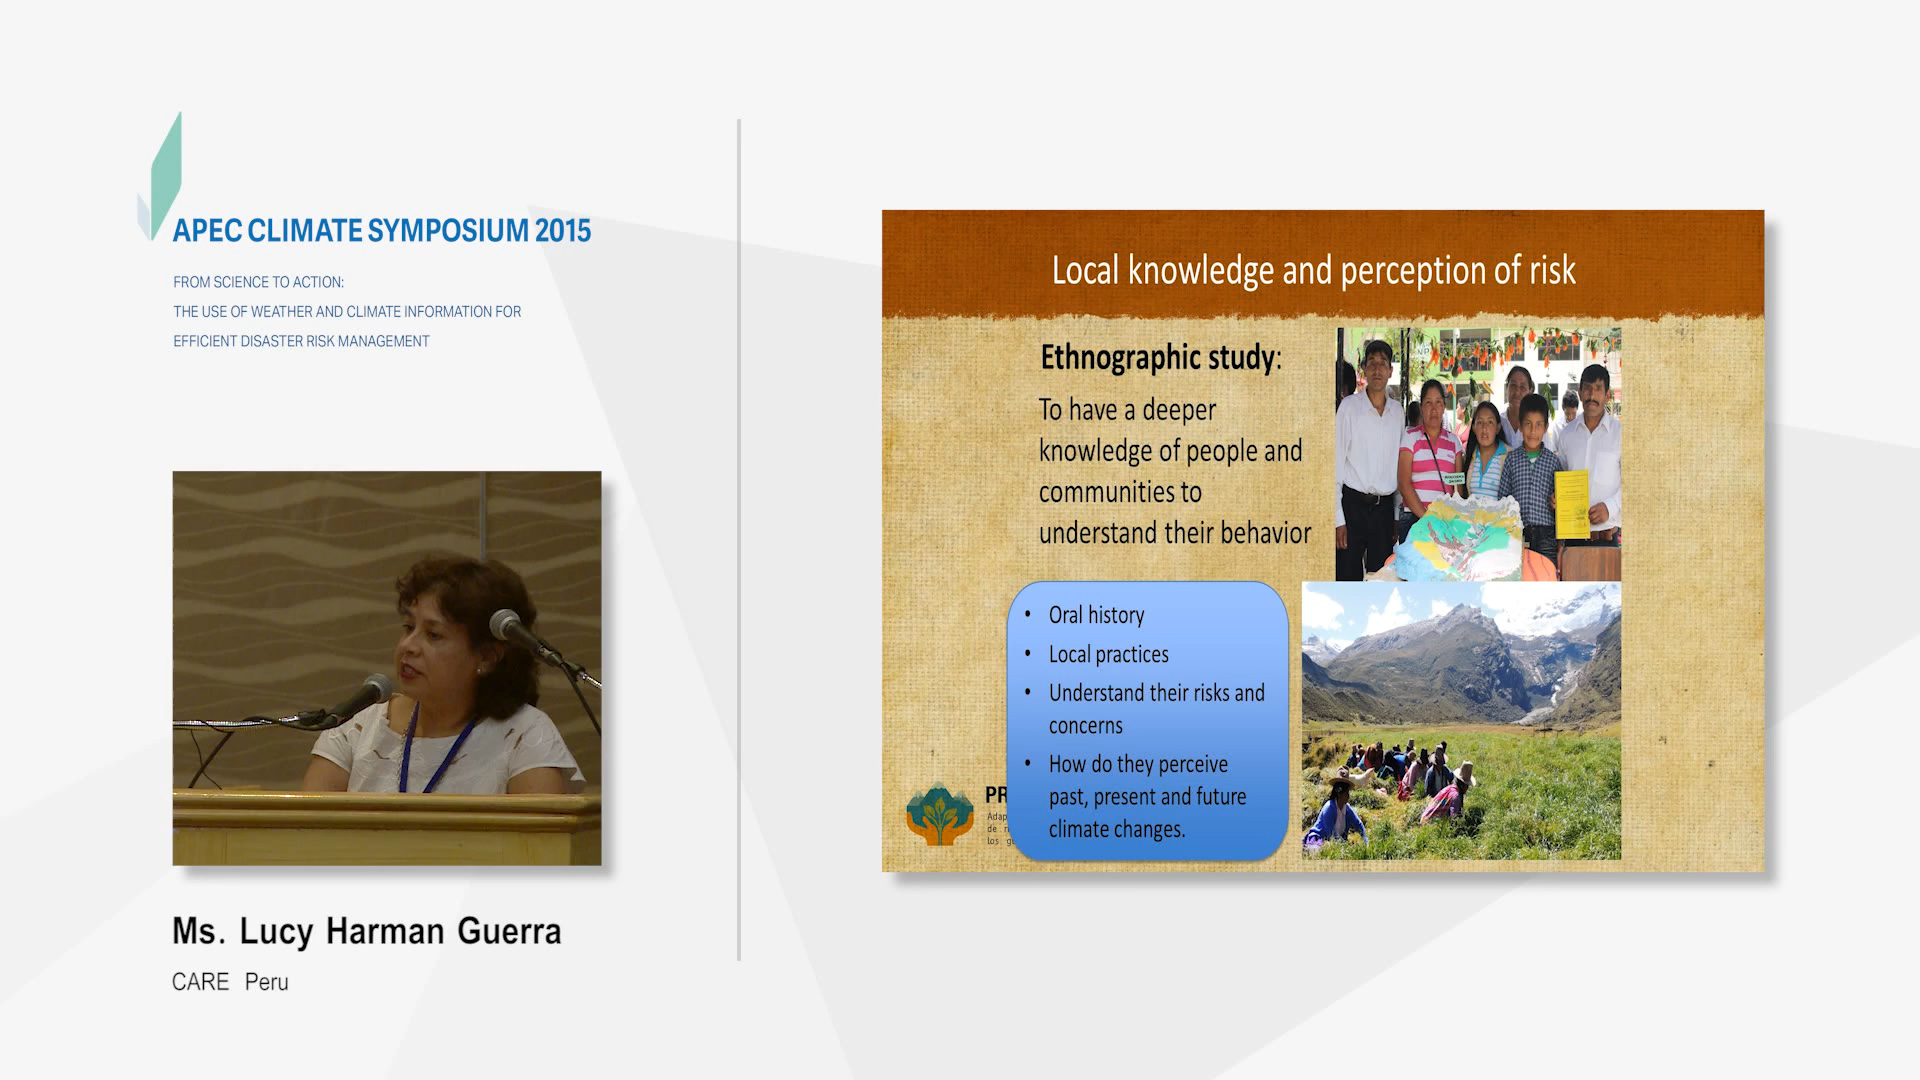 APEC CLIMATE SYMPOSIUM 2015
FROM SCIENCE TO ACTION:
THE USE OF WEATHER AND CLIMATE INFORMATION FOR
EFFICIENT DISASTER RISK MANAGEMENT
Ms. Lucy Harman Guerra
CARE Peru
Local knowledge and perception of risk
Ethnographic study:
To have a deeper
knowledge of people and
communities to
understand their behavior
• Oral history
• Local practices
• Understand their risks and
concerns
• How do they perceive
past, present and future
climate changes.
de
los